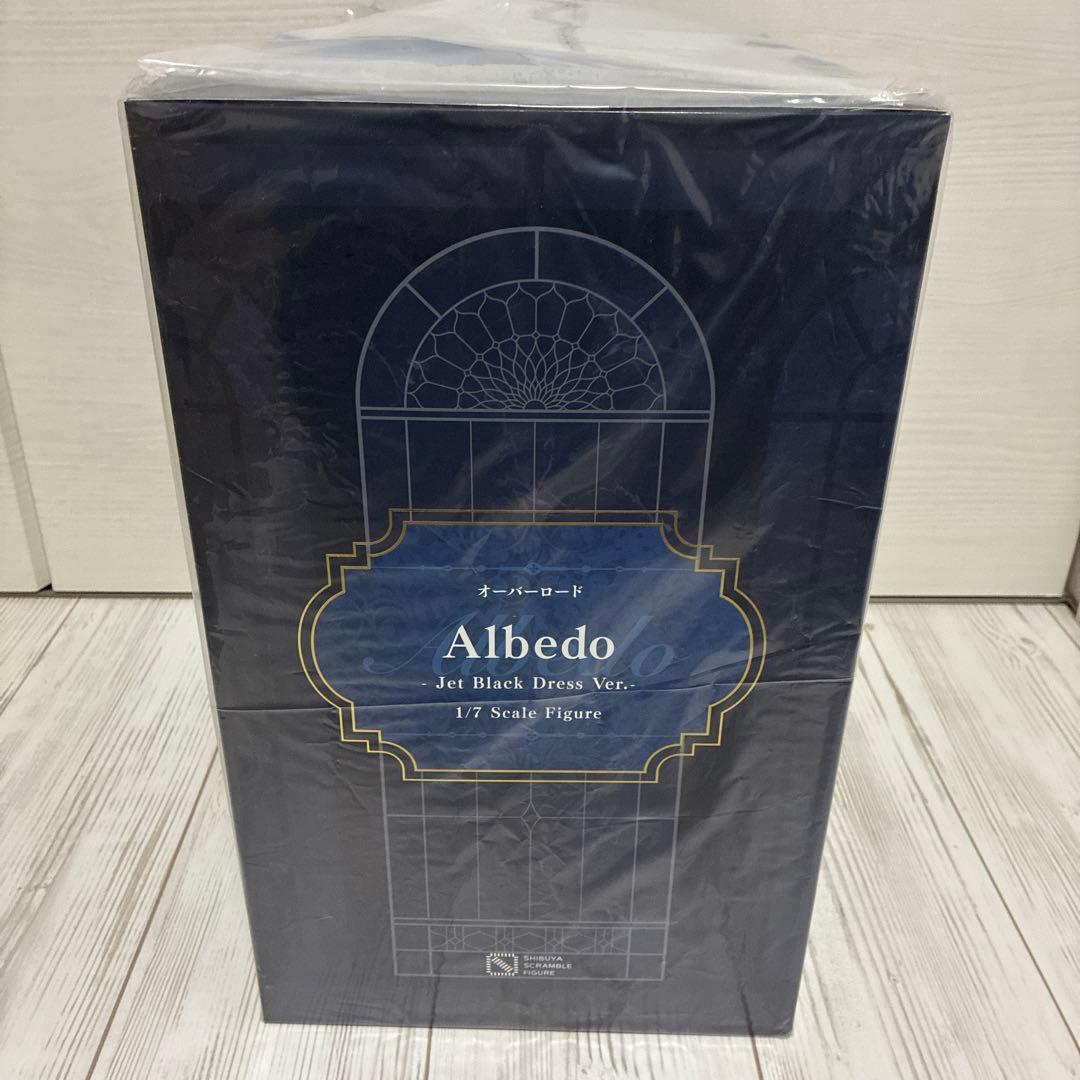 オーバーロード
Albedo
Albedo
- Jet Black Dress Ver.-
1/7 Scale Figure
SHIBUYA
SCRAMBLE
FIGURE